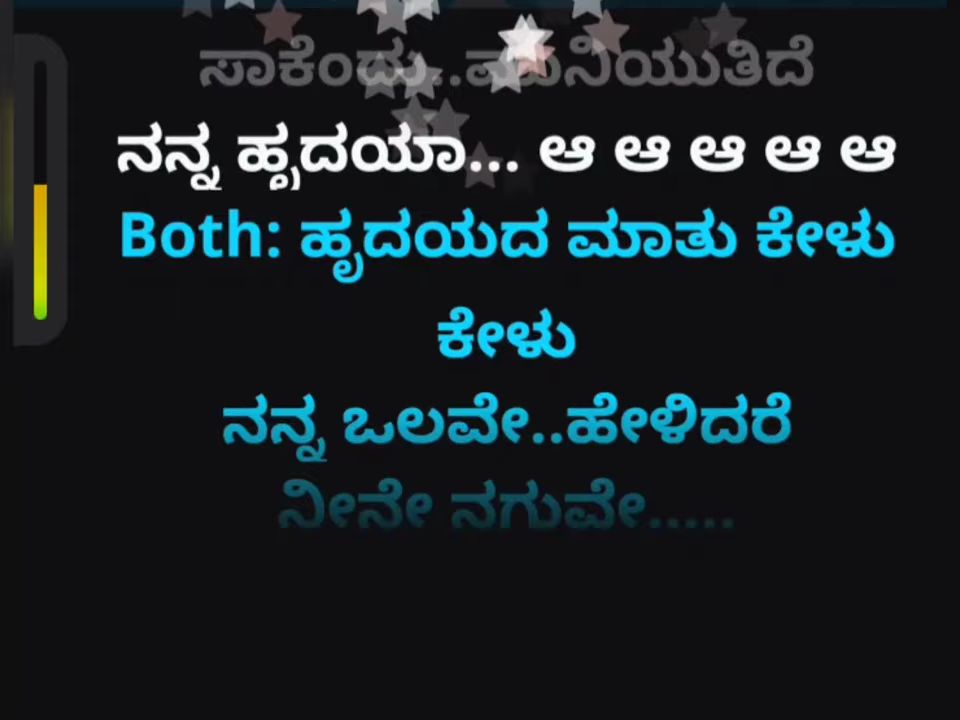 ಸಾಕೆಂದು..ಮುನಿಯುತಿದೆ
ನನ್ನ ಹೃದಯಾ... ಆ ಆ ಆ ಆ ಆ
Both: ಹೃದಯದ ಮಾತು ಕೇಳು
ಕೇಳು
ನನ್ನ ಒಲವೇ..ಹೇಳಿದರೆ
ನೀನೇ ನಗುವೇ.....